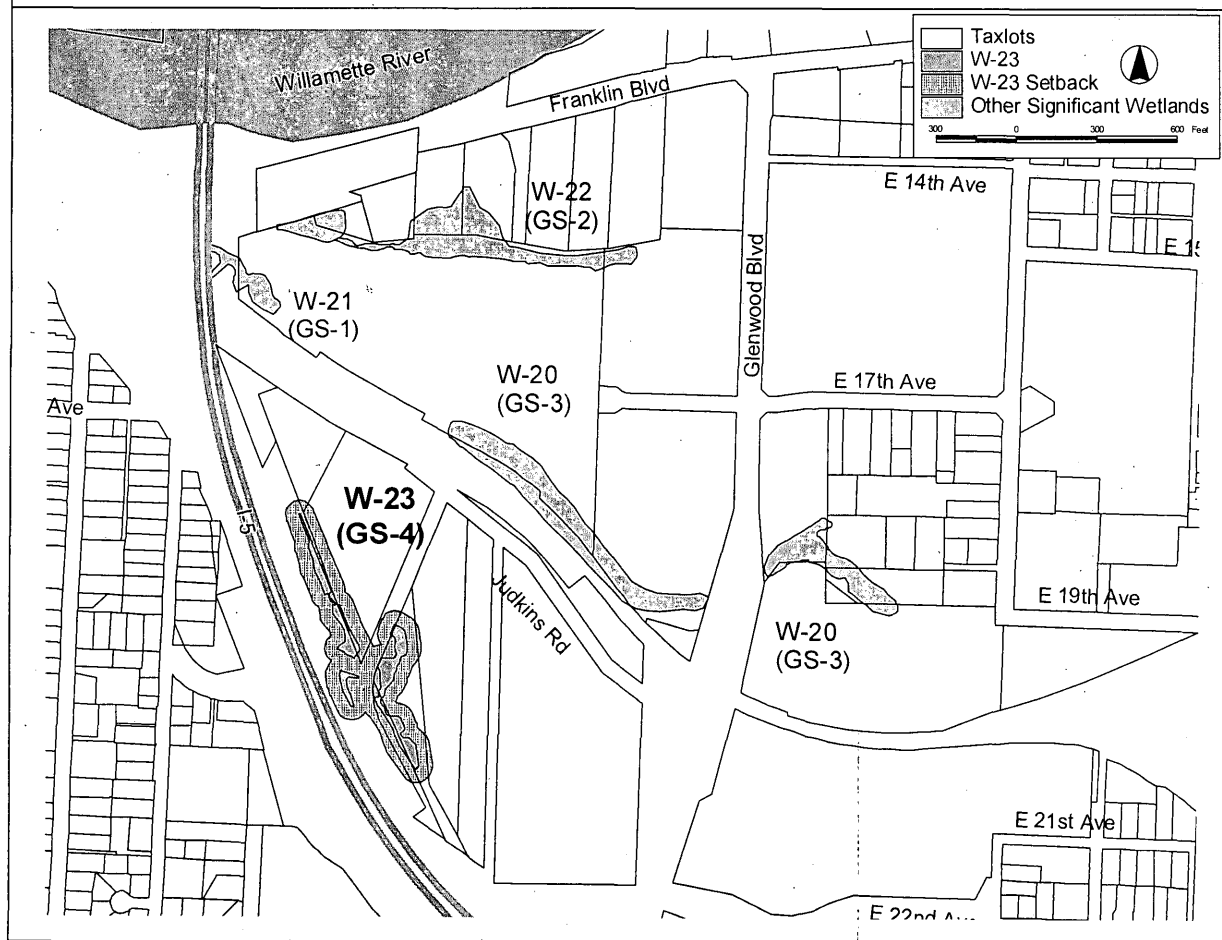 Taxlots
W-23
W-23 Setback
Other Significant Wetlands
300 0 300 600 Feet
Willamette River
Franklin Blvd
E 14th Ave
W-22
(GS-2)
Glenwood Blvd
W-21
(GS-1)
W-20
(GS-3)
E 17th Ave
Ave
W-23
(GS-4)
I-5
Judkins Rd
E 19th Ave
W-20
(GS-3)
E 21st Ave
E 22nd